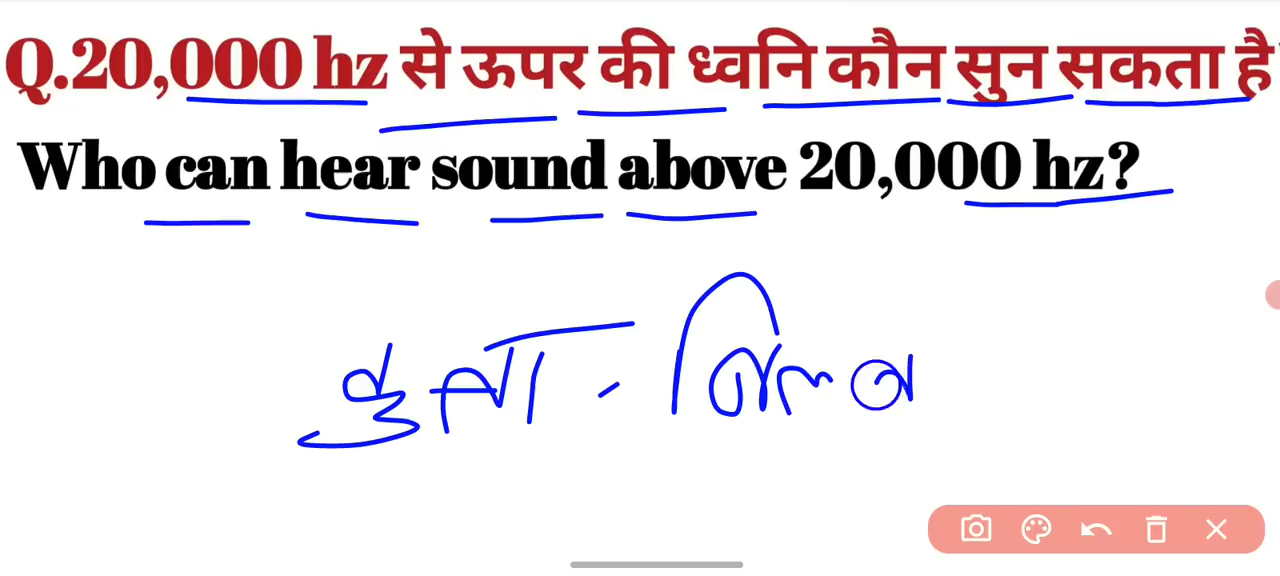 Q.20,000 hz से ऊपर की ध्वनि कौन सुन सकता है
Who can hear sound above 20,000 hz?
कुत्ता -